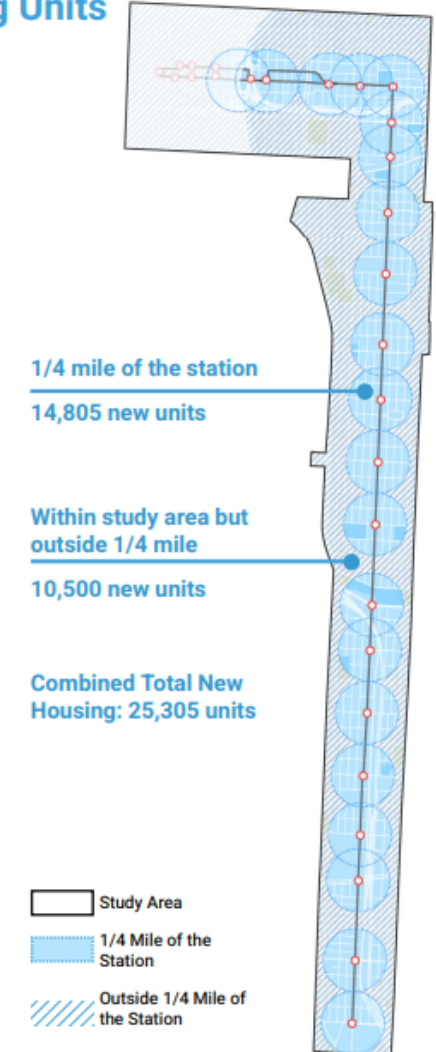 g Units
1/4 mile of the station
14,805 new units
Within study area but
outside 1/4 mile
10,500 new units
Combined Total New
Housing: 25,305 units
Study Area
1/4 Mile of the
Station
Outside 1/4 Mile of
the Station